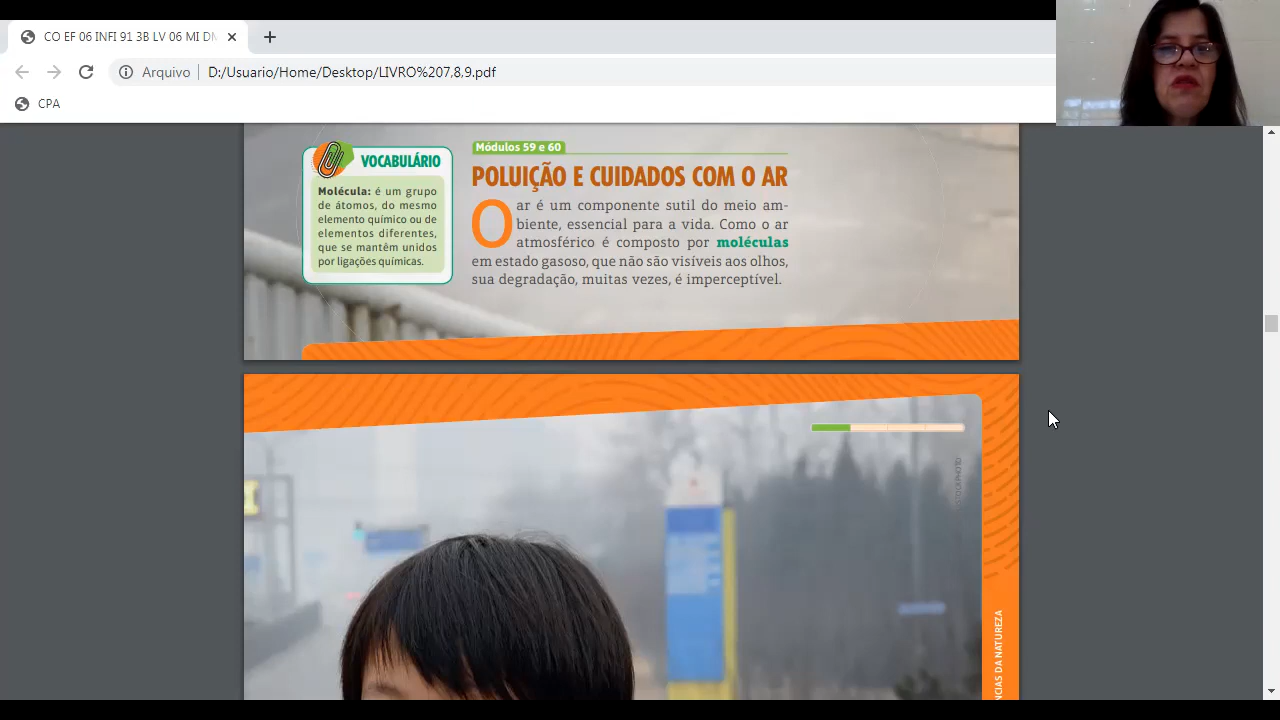 CO EF 06 INFI 91 3B LV 06 MI DM
Arquivo
D:/Usuario/Home/Desktop/LIVRO%207,8,9.pdf
CPA
VOCABULÁRIO
Molécula: é um grupo
de átomos, do mesmo
elemento químico ou de
elementos diferentes,
que se mantêm unidos
por ligações químicas.
Módulos 59 e 60
POLUIÇÃO E CUIDADOS COM O AR
O ar é um componente sutil do meio am-
biente, essencial para a vida. Como o ar
atmosférico é composto por moléculas
em estado gasoso, que não são visíveis aos olhos,
sua degradação, muitas vezes, é imperceptível.
NCIAS DA NATUREZA